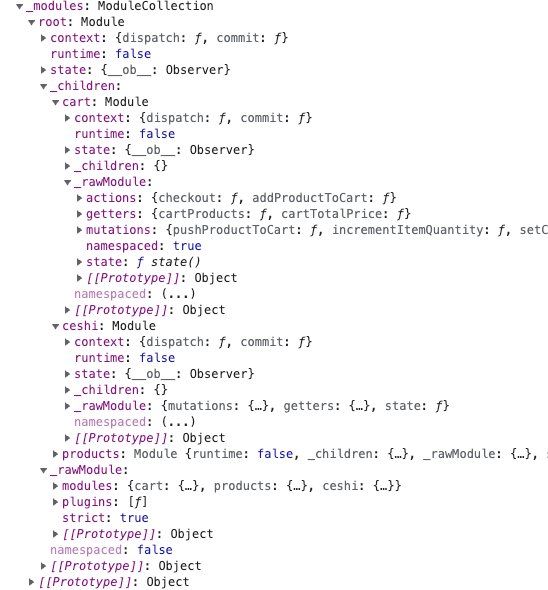 _modules: ModuleCollection
root: Module
context: {dispatch: ƒ, commit: ƒ}
runtime: false
state: {__ob__: Observer}
_children:
cart: Module
context: {dispatch: ƒ, commit: ƒ}
runtime: false
state: {__ob__: Observer}
_children: {}
_rawModule:
actions: {checkout: ƒ, addProductToCart: ƒ}
getters: {cartProducts: ƒ, cartTotalPrice: ƒ}
mutations: {pushProductToCart: ƒ, incrementItemQuantity: ƒ, setC
namespaced: true
state: ƒ state()
[[Prototype]]: Object
namespaced: (...)
[[Prototype]]: Object
ceshi: Module
context: {dispatch: ƒ, commit: ƒ}
runtime: false
state: {__ob__: Observer}
_children: {}
_rawModule: {mutations: {…}, getters: {…}, state: ƒ}
namespaced: (...)
[[Prototype]]: Object
products: Module {runtime: false, _children: {…}, _rawModule: {…},
_rawModule:
modules: {cart: {…}, products: {…}, ceshi: {…}}
plugins: [ƒ]
strict: true
[[Prototype]]: Object
namespaced: false
[[Prototype]]: Object
[[Prototype]]: Object